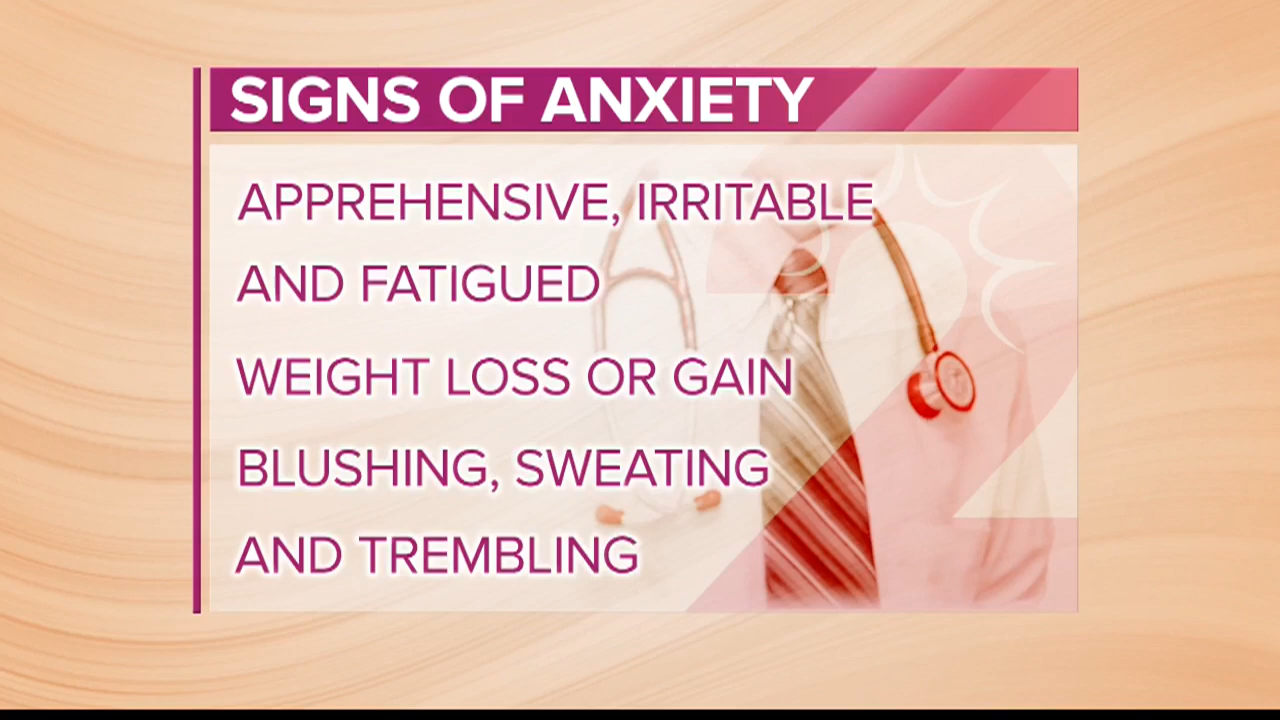 SIGNS OF ANXIETY
APPREHENSIVE, IRRITABLE
AND FATIGUED
WEIGHT LOSS OR GAIN
BLUSHING, SWEATING
AND TREMBLING